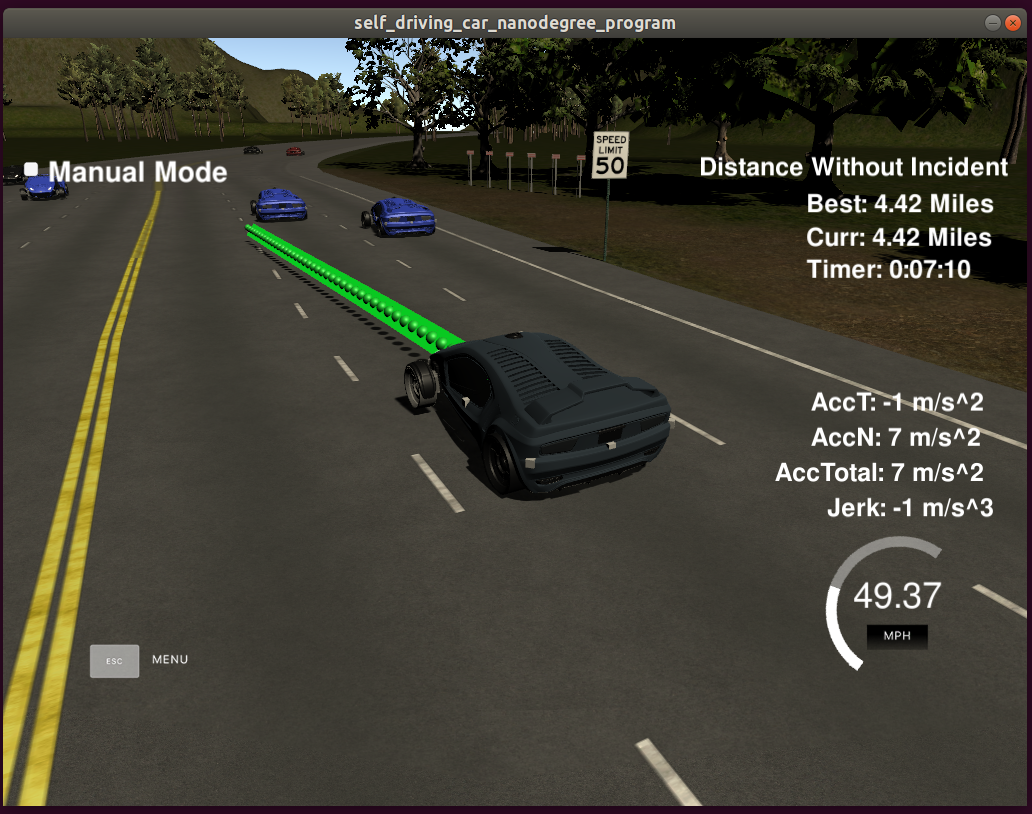 self_driving_car_nanodegree_program
SPEED
LIMIT
50
Manual Mode
Distance Without Incident
Best: 4.42 Miles
Curr: 4.42 Miles
Timer: 0:07:10
AccT: -1 m/s^2
AccN: 7 m/s^2
AccTotal: 7 m/s^2
Jerk: -1 m/s^3
49.37
MPH
ESC MENU